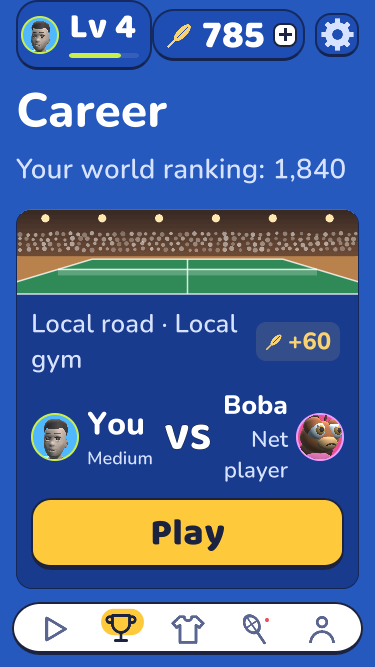 Lv 4
785
Career
Your world ranking: 1,840
Local road · Local
gym
+60
You
Medium
VS
Boba
Net
player
Play